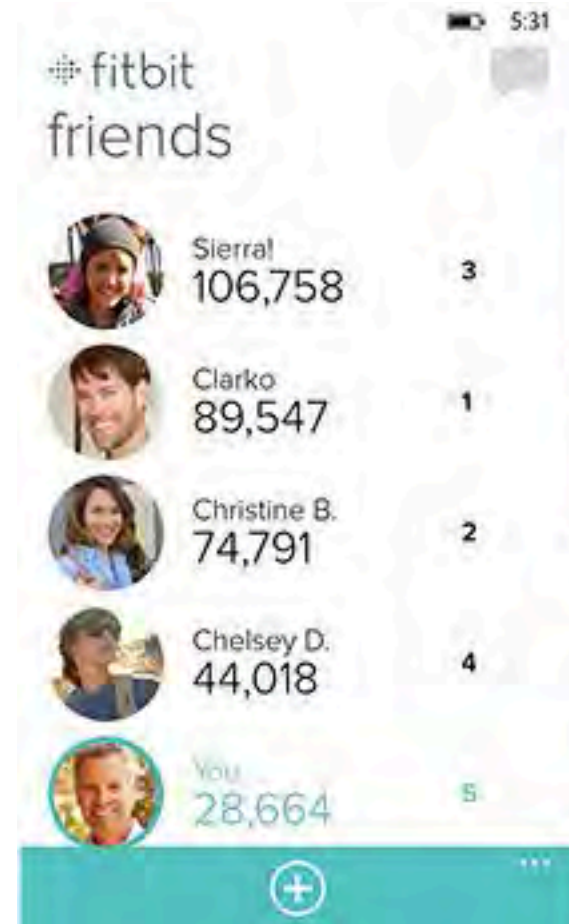 5:31
fitbit
friends
Sierra!
106,758
3
Clarko
89,547
1
Christine B.
74,791
2
Chelsey D.
44,018
4
You
28,664
5